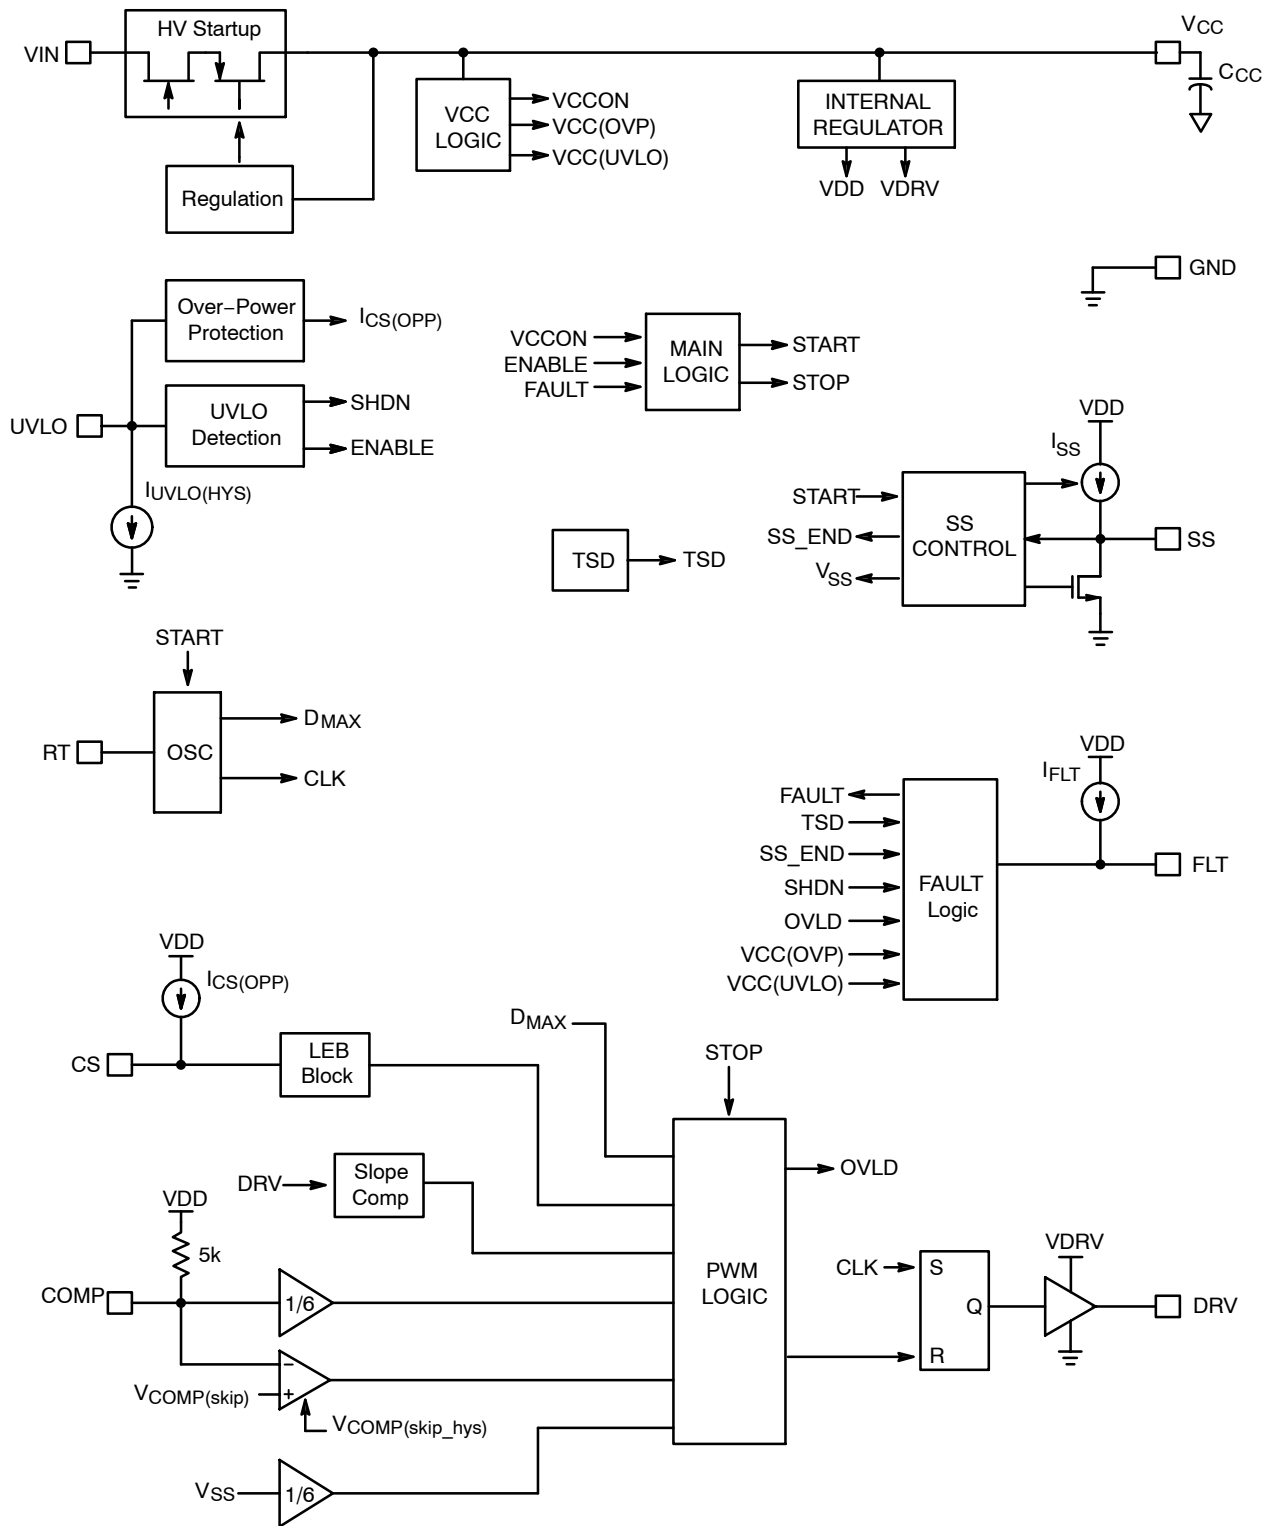 HV Startup
VIN
VCC
CCC
VCC
LOGIC
VCCON
VCC(OVP)
VCC(UVLO)
INTERNAL
REGULATOR
VDD
VDRV
Regulation
GND
Over−Power
Protection
ICS(OPP)
VCCON
ENABLE
FAULT
MAIN
LOGIC
START
STOP
UVLO
UVLO
Detection
SHDN
ENABLE
IUVLO(HYS)
VDD
ISS
START
SS_END
VSS
SS
CONTROL
SS
TSD
TSD
START
RT
OSC
DMAX
CLK
VDD
IFLT
FAULT
TSD
SS_END
SHDN
OVLD
VCC(OVP)
VCC(UVLO)
FAULT
Logic
FLT
VDD
ICS(OPP)
CS
LEB
Block
DMAX
STOP
DRV
Slope
Comp
OVLD
VDD
5k
COMP
1/6
PWM
LOGIC
CLK
S
Q
R
VDRV
DRV
−
+
VCOMP(skip)
VCOMP(skip_hys)
VSS
1/6